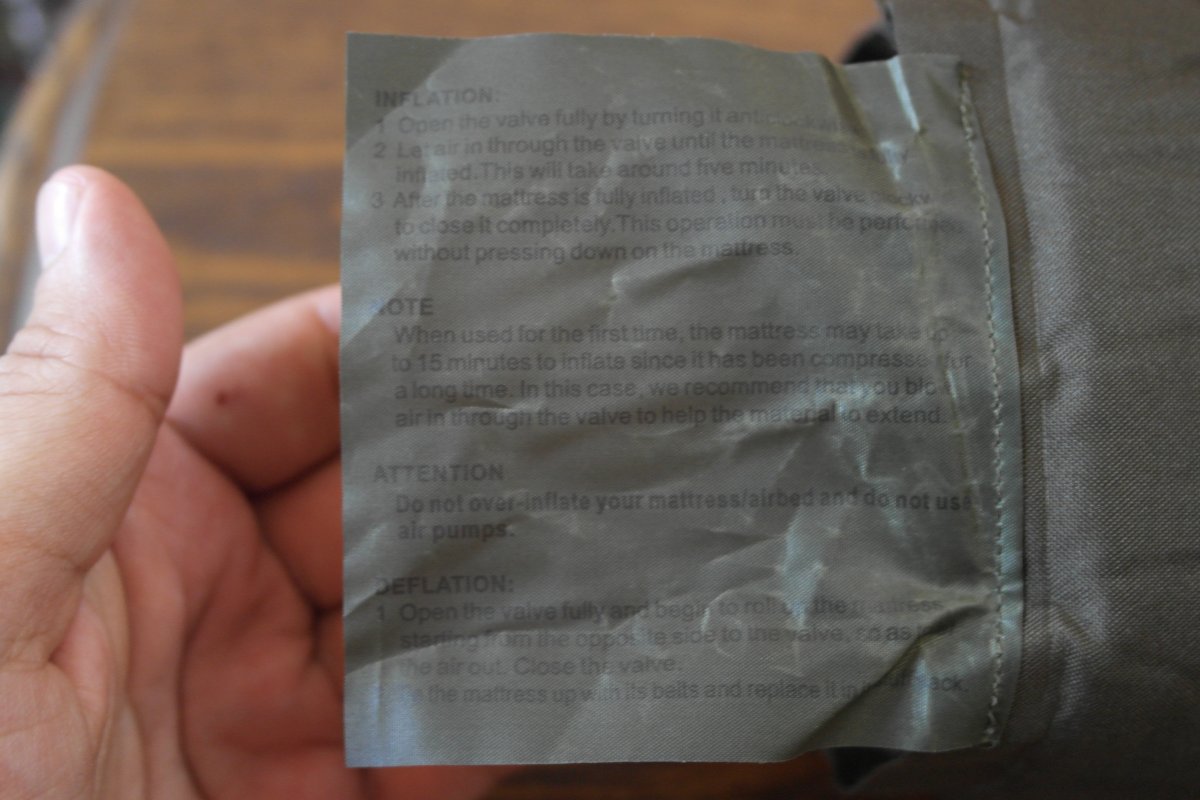 INFLATION:
1 Open the valve fully by turning it
2 Let air in through the valve until the mattress
inflated.This will take around five minutes.
3 After the mattress is fully inflated , turn the valve
to close it completely.This operation must be
without pressing down on the mattress.
NOTE
When used for the first time, the mattress may take up
to 15 minutes to inflate since it has been compressed for
a long time. In this case, we recommend that you
air in through the valve to help the material to extend.
ATTENTION
Do not over-inflate your mattress/airbed and do not use
air pumps.
DEFLATION:
1 Open the valve fully and begin to roll the mattress
starting from the opposite side to the valve, so as
the air out. Close the valve.
the mattress up with its belts and replace it in